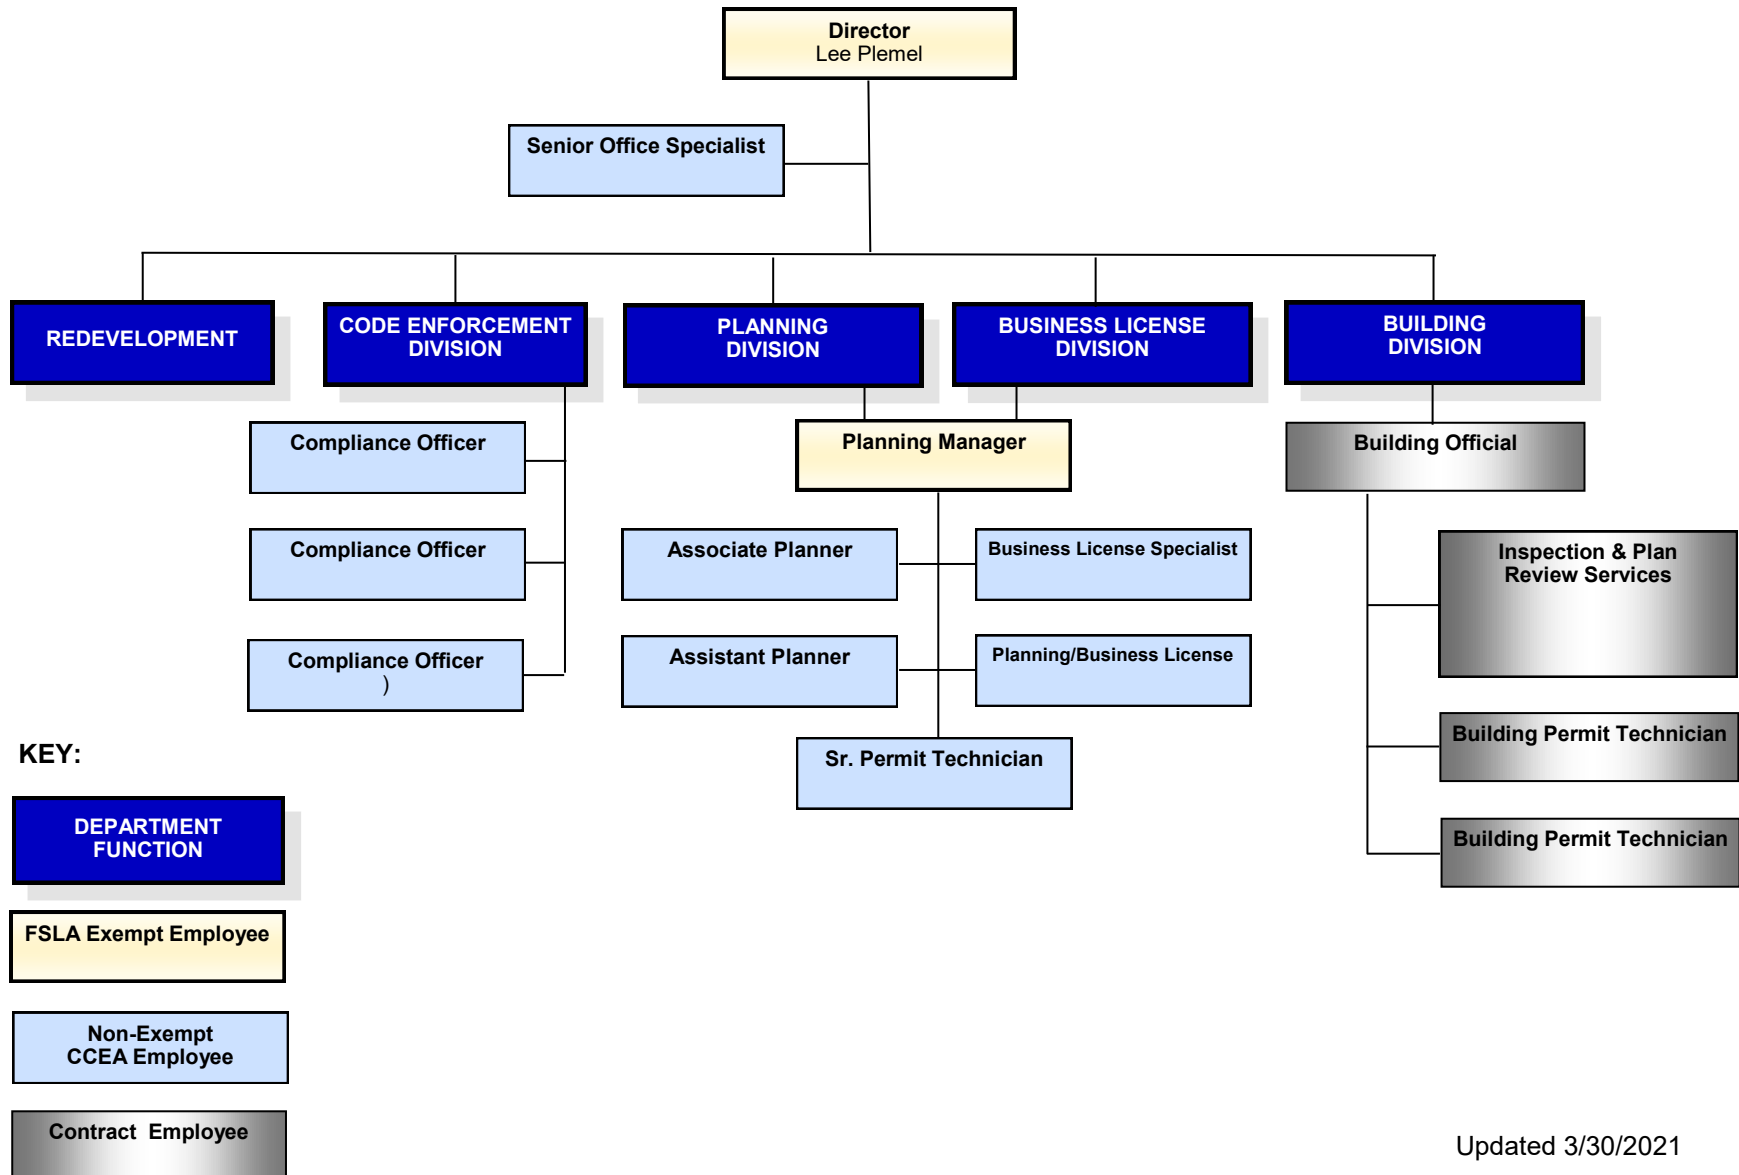 Director
Lee Plemel
Senior Office Specialist
REDEVELOPMENT
CODE ENFORCEMENT
DIVISION
PLANNING
DIVISION
BUSINESS LICENSE
DIVISION
BUILDING
DIVISION
Compliance Officer
Compliance Officer
Compliance Officer
)
Planning Manager
Associate Planner
Business License Specialist
Assistant Planner
Planning/Business License
Sr. Permit Technician
Building Official
Inspection & Plan
Review Services
Building Permit Technician
Building Permit Technician
KEY:
DEPARTMENT
FUNCTION
FSLA Exempt Employee
Non-Exempt
CCEA Employee
Contract  Employee
Updated 3/30/2021